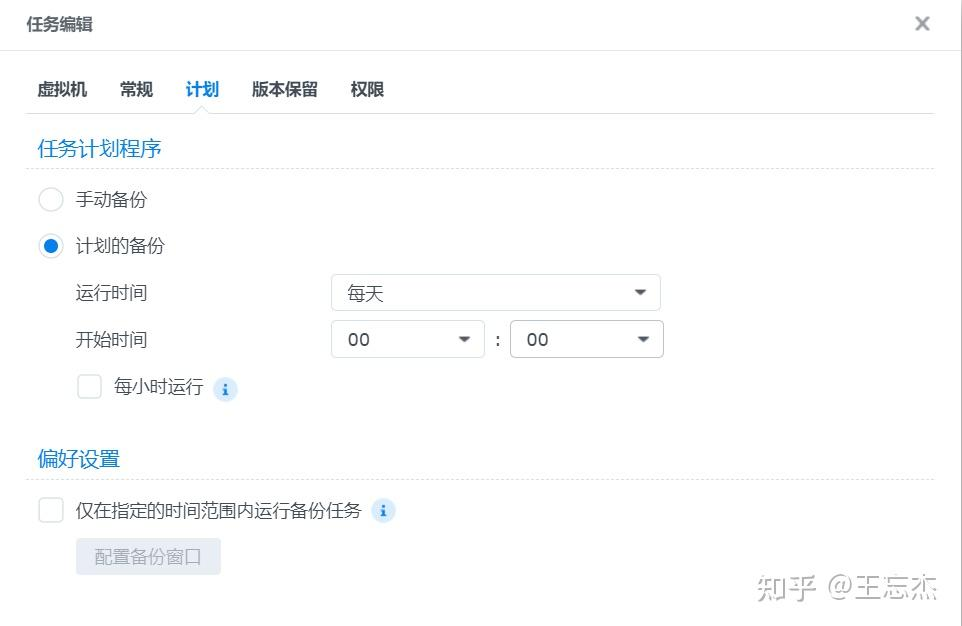 任务编辑
虚拟机 常规 计划 版本保留 权限
任务计划程序
手动备份
计划的备份
运行时间 每天
开始时间 00 : 00
每小时运行
偏好设置
仅在指定的时间范围内运行备份任务
配置备份窗口
知乎 @王忘杰